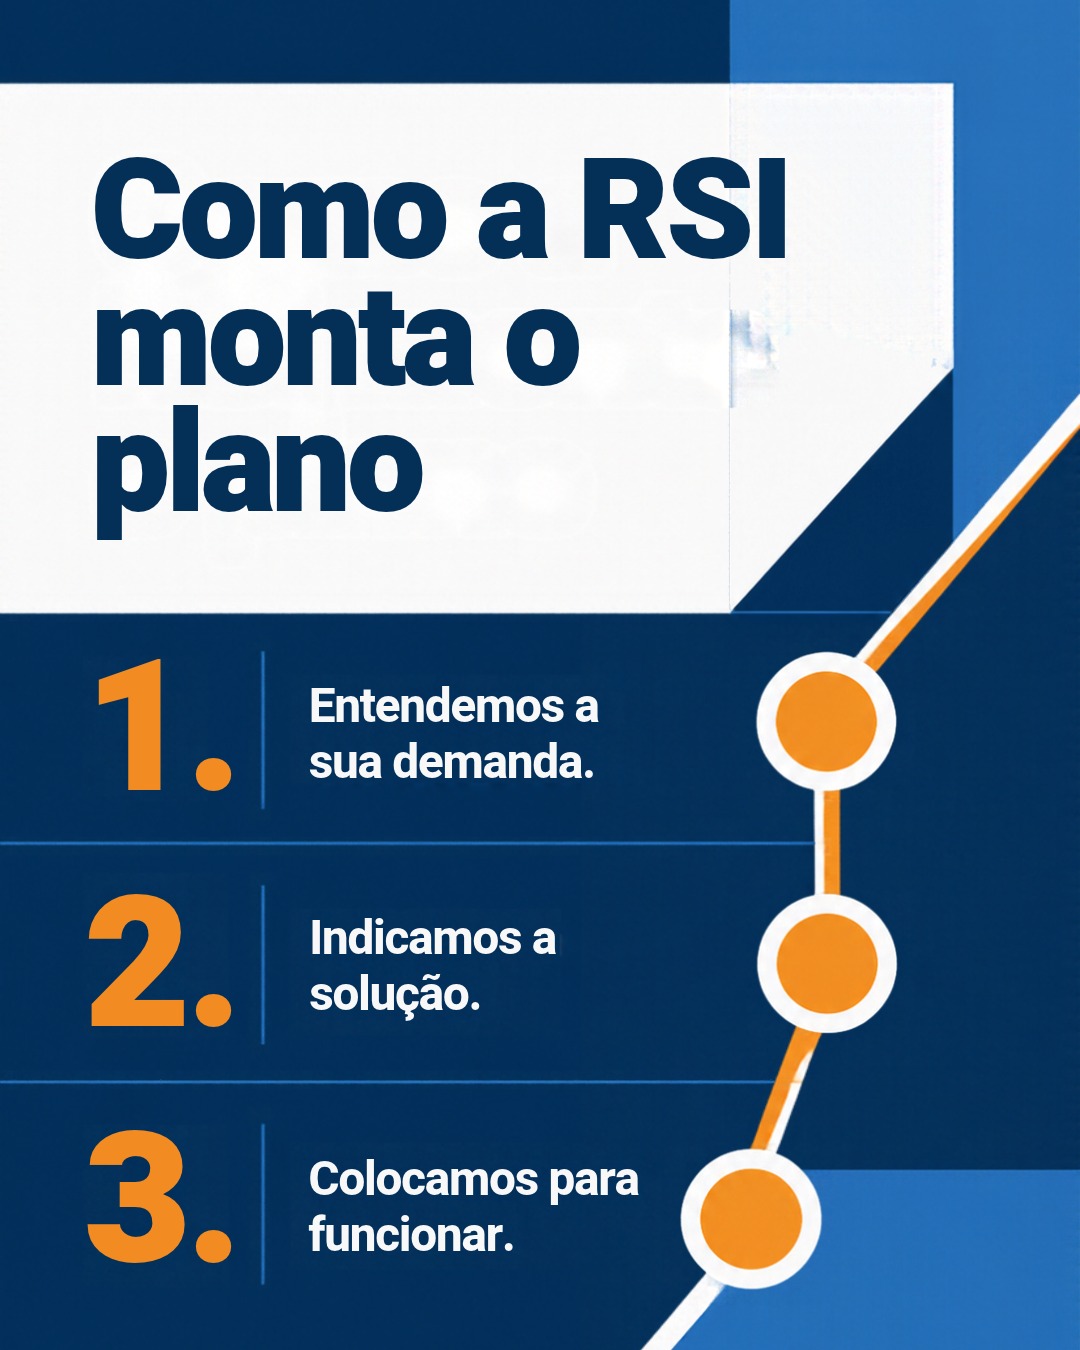 Como a RSI
monta o
plano
1.
Entendemos a
sua demanda.
2.
Indicamos a
solução.
3.
Colocamos para
funcionar.